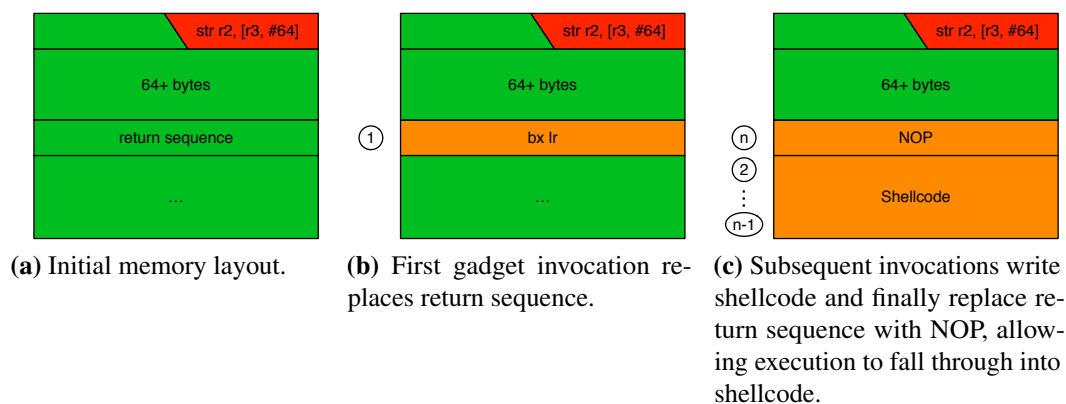 str r2, [r3, #64]
64+ bytes
return sequence
...
(a) Initial memory layout.
str r2, [r3, #64]
64+ bytes
1
bx lr
...
(b) First gadget invocation re-
places return sequence.
str r2, [r3, #64]
64+ bytes
n
NOP
2
Shellcode
n-1
(c) Subsequent invocations write
shellcode and finally replace re-
turn sequence with NOP, allow-
ing execution to fall through into
shellcode.